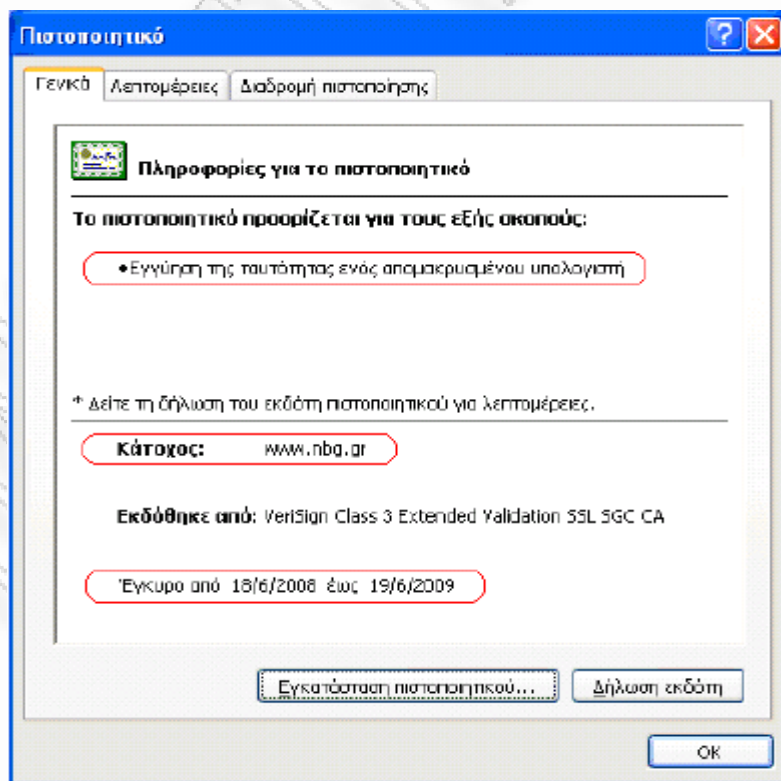 Πιστοποιητικό
Γενικά Λεπτομέρειες Διαδρομή πιστοποίησης
Πληροφορίες για το πιστοποιητικό
Το πιστοποιητικό προορίζεται για τους εξής σκοπούς:
•Εγγύηση της ταυτότητας ενός απομακρυσμένου υπολογιστή
* Δείτε τη δήλωση του εκδότη πιστοποιητικού για λεπτομέρειες.
Κάτοχος: www.nbg.gr
Εκδόθηκε από: VeriSign Class 3 Extended Validation SSL SGC CA
Έγκυρο από 18/6/2008 έως 19/6/2009
Εγκατάσταση πιστοποιητικού... Δήλωση εκδότη
OK